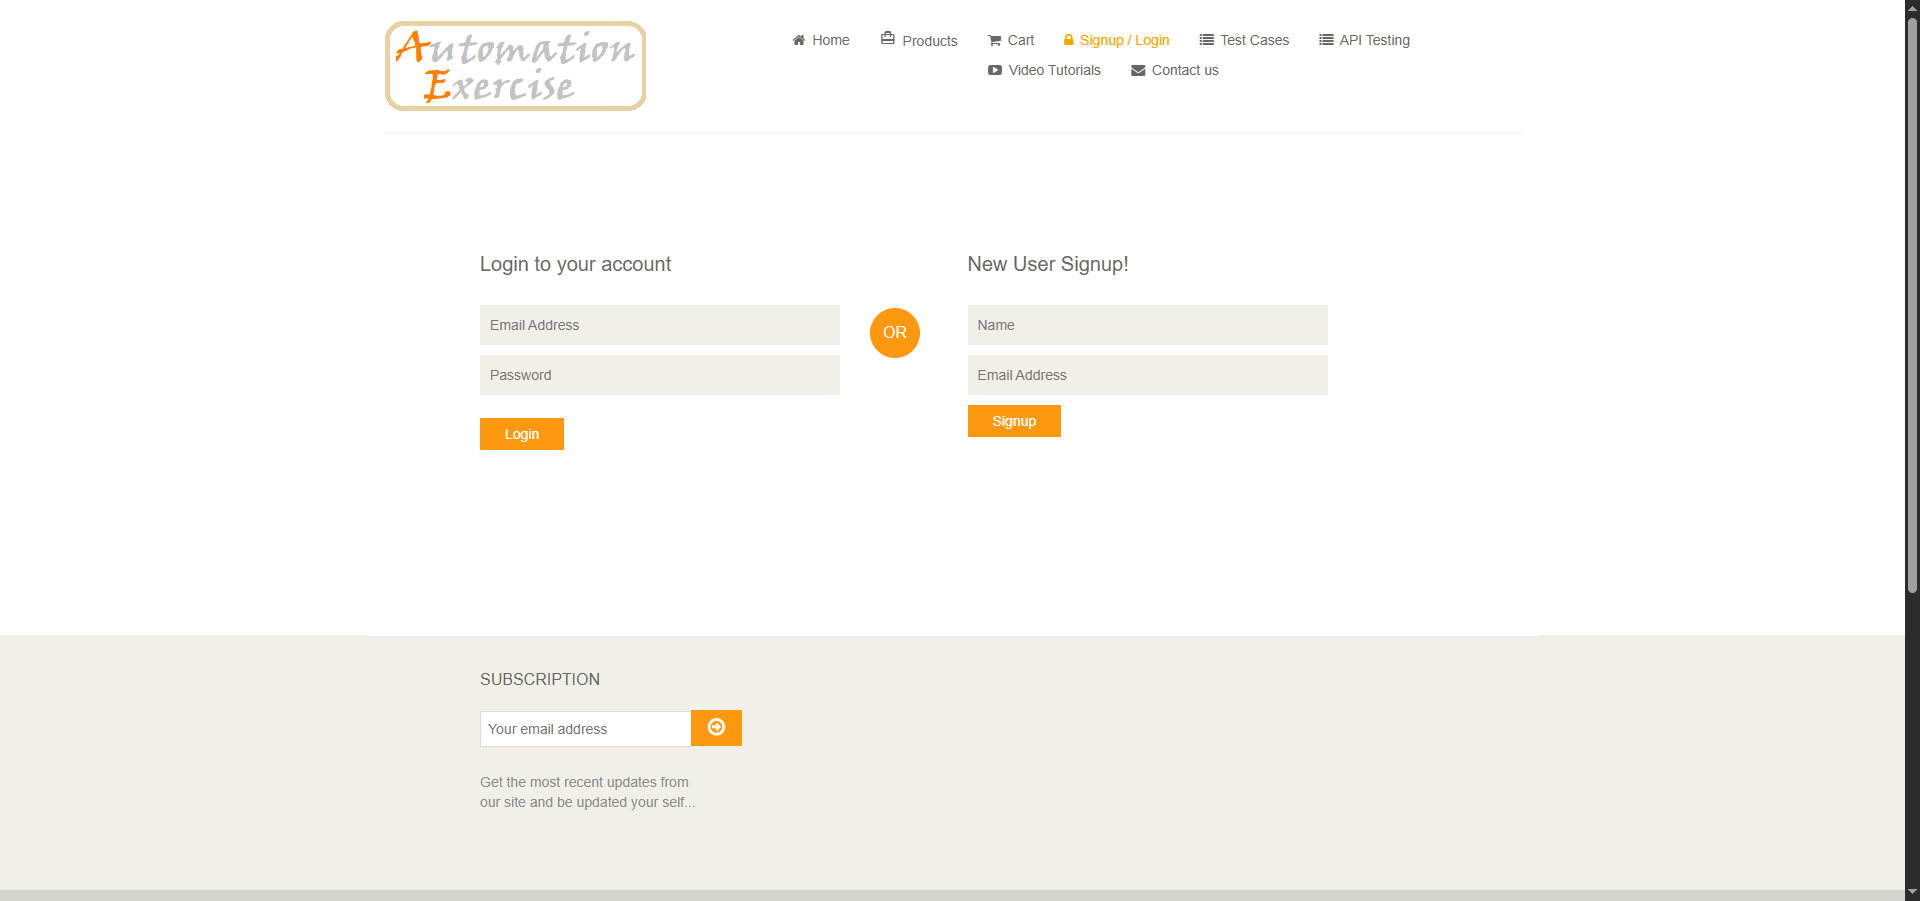 Automation
Exercise
Home Products Cart Signup / Login Test Cases API Testing
Video Tutorials Contact us
Login to your account
Email Address
Password
Login
OR
New User Signup!
Name
Email Address
Signup
SUBSCRIPTION
Your email address
Get the most recent updates from
our site and be updated your self...